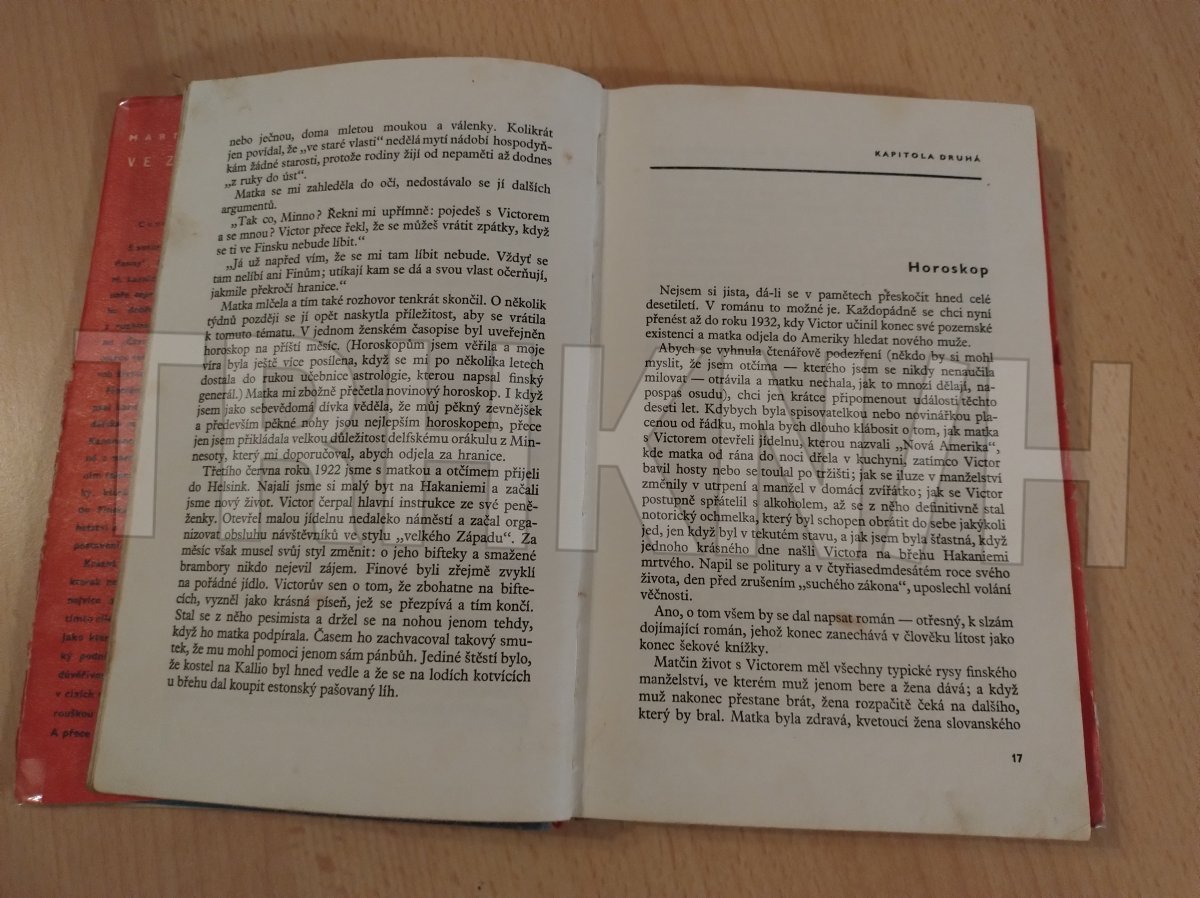 MART
VE Z
nebo ječnou, doma mletou moukou a válenky. Kolikrát
jen povídal, že „ve staré vlasti“ nedělá mytí nádobí hospodyň-
kám žádné starosti, protože rodiny žijí od nepaměti až dodnes
„z ruky do úst“.
Matka se mi zahleděla do očí, nedostávalo se jí dalších
argumentů.
„Tak co, Minno? Řekni mi upřímně: pojedeš s Victorem
a se mnou? Victor přece řekl, že se můžeš vrátit zpátky, když
se ti ve Finsku nebude líbit.“
„Já už napřed vím, že se mi tam líbit nebude. Vždyť se
tam nelíbí ani Finům; utíkají kam se dá a svou vlast očerňují,
jakmile překročí hranice.“
Matka mlčela a tím také rozhovor tenkrát skončil. O několik
týdnů později se jí opět naskytla příležitost, aby se vrátila
k tomuto tématu. V jednom ženském časopise byl uveřejněn
horoskop na příští měsíc. (Horoskopům jsem věřila a moje
víra byla ještě více posílena, když se mi po několika letech
dostala do rukou učebnice astrologie, kterou napsal finský
generál.) Matka mi zbožně přečetla novinový horoskop. I když
jsem jako sebevědomá dívka věděla, že můj pěkný zevnějšek
a především pěkné nohy jsou nejlepším horoskopem, přece
jen jsem přikládala velkou důležitost delfskému orákulu z Min-
nesoty, který mi doporučoval, abych odjela za hranice.
Třetího června roku 1922 jsme s matkou a otčímem přijeli
do Helsink. Najali jsme si malý byt na Hakaniemi a začali
jsme nový život. Victor čerpal hlavní instrukce ze své peně-
ženky. Otevřel malou jídelnu nedaleko náměstí a začal orga-
nizovat obsluhu návštěvníků ve stylu „velkého Západu“. Za
měsíc však musel svůj styl změnit: o jeho bifteky a smažené
brambory nikdo nejevil zájem. Finové byli zřejmě zvyklí
na pořádné jídlo. Victorův sen o tom, že zbohatne na bifte-
cích, vyzněl jako krásná píseň, jež se přezpívá a tím končí.
Stal se z něho pesimista a držel se na nohou jenom tehdy,
když ho matka podpírala. Časem ho zachvacoval takový smu-
tek, že mu mohl pomoci jenom sám pánbůh. Jediné štěstí bylo,
že kostel na Kallio byl hned vedle a že se na lodích kotvících
u břehu dal koupit estonský pašovaný líh.
KAPITOLA DRUHÁ
Horoskop
Nejsem si jista, dá-li se v pamětech přeskočit hned celé
desetiletí. V románu to možné je. Každopádně se chci nyní
přenést až do roku 1932, kdy Victor učinil konec své pozemské
existenci a matka odjela do Ameriky hledat nového muže.
Abych se vyhnula čtenářově podezření (někdo by si mohl
myslit, že jsem otčíma — kterého jsem se nikdy nenaučila
milovat — otrávila a matku nechala, jak to mnozí dělají, na-
pospas osudu), chci jen krátce připomenout události těchto
deseti let. Kdybych byla spisovatelkou nebo novinářkou pla-
cenou od řádku, mohla bych dlouho klábosit o tom, jak matka
s Victorem otevřeli jídelnu, kterou nazvali „Nová Amerika“,
kde matka od rána do noci dřela v kuchyni, zatímco Victor
bavil hosty nebo se toulal po tržišti; jak se iluze v manželství
změnily v utrpení a manžel v domácí zvířátko; jak se Victor
postupně spřátelil s alkoholem, až se z něho definitivně stal
notorický ochmelka, který byl schopen obrátit do sebe jakýkoli
jed, jen když byl v tekutém stavu, a jak jsem byla šťastná, když
jednoho krásného dne našli Victora na břehu Hakaniemi
mrtvého. Napil se politury a v čtyřiasedmdesátém roce svého
života, den před zrušením „suchého zákona“, uposlechl volání
věčnosti.
Ano, o tom všem by se dal napsat román — otřesný, k slzám
dojímající román, jehož konec zanechává v člověku lítost jako
konec šekové knížky.
Matčin život s Victorem měl všechny typické rysy finského
manželství, ve kterém muž jenom bere a žena dává; a když
muž nakonec přestane brát, žena rozpačitě čeká na dalšího,
který by bral. Matka byla zdravá, kvetoucí žena slovanského
17